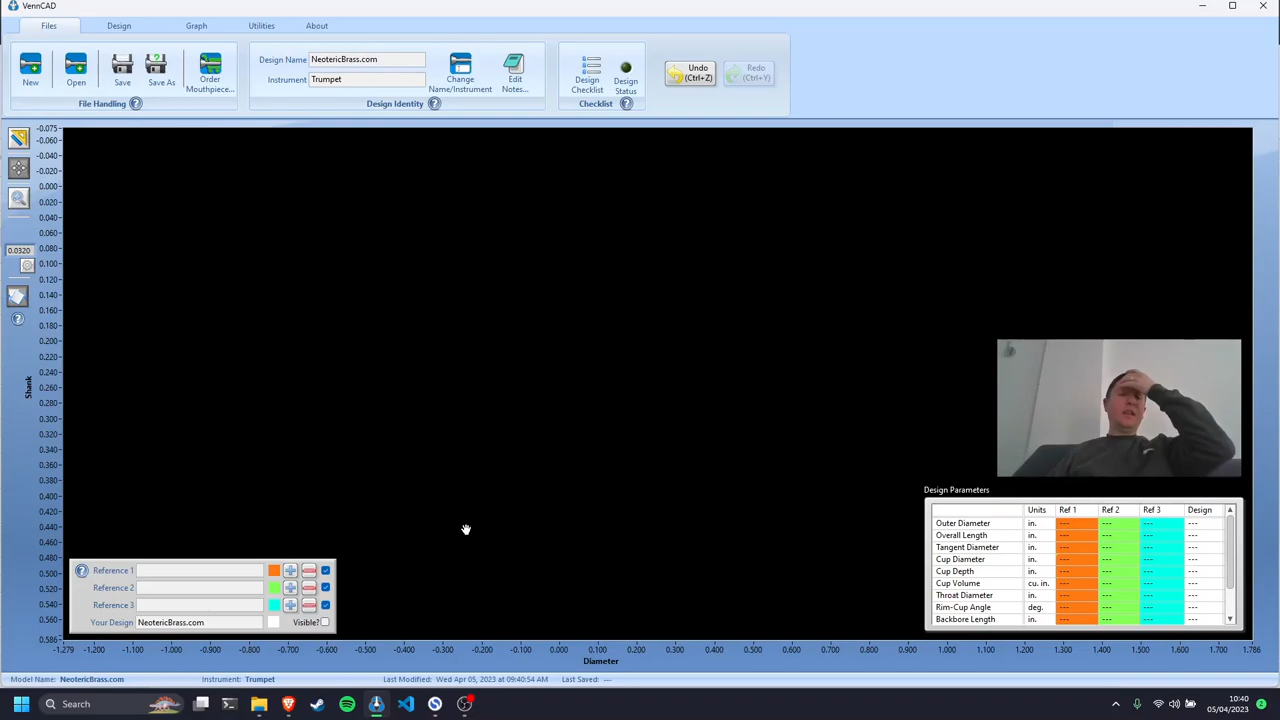 VennCAD
Files Design Graph Utilities About
New Open Save Save As Order Mouthpiece...
File Handling
Design Name NeotericBrass.com
Instrument Trumpet
Change Name/Instrument
Edit Notes...
Design Identity
Design Checklist
Design Status
Checklist
Undo (Ctrl+Z)
Redo (Ctrl+Y)
0.0320
-0.075
-0.060
-0.040
-0.020
0.000
0.020
0.040
0.060
0.080
0.100
0.120
0.140
0.160
0.180
0.200
0.220
0.240
0.260
0.280
0.300
0.320
0.340
0.360
0.380
0.400
0.420
0.440
0.460
0.480
0.500
0.520
0.540
0.560
0.586
Shank
Reference 1
Reference 2
Reference 3
Your Design NeotericBrass.com Visible?
Design Parameters
Units Ref 1 Ref 2 Ref 3 Design
Outer Diameter in. --- --- --- ---
Overall Length in. --- --- --- ---
Tangent Diameter in. --- --- --- ---
Cup Diameter in. --- --- --- ---
Cup Depth in. --- --- --- ---
Cup Volume cu. in. --- --- --- ---
Throat Diameter in. --- --- --- ---
Rim-Cup Angle deg. --- --- --- ---
Backbore Length in. --- --- --- ---
-1.279 -1.200 -1.100 -1.000 -0.900 -0.800 -0.700 -0.600 -0.500 -0.400 -0.300 -0.200 -0.100 0.000 0.100 0.200 0.300 0.400 0.500 0.600 0.700 0.800 0.900 1.000 1.100 1.200 1.300 1.400 1.500 1.600 1.700 1.786
Diameter
Model Name: NeotericBrass.com Instrument: Trumpet Last Modified: Wed Apr 05, 2023 at 09:40:54 AM Last Saved: ---
Search
10:40
05/04/2023
2